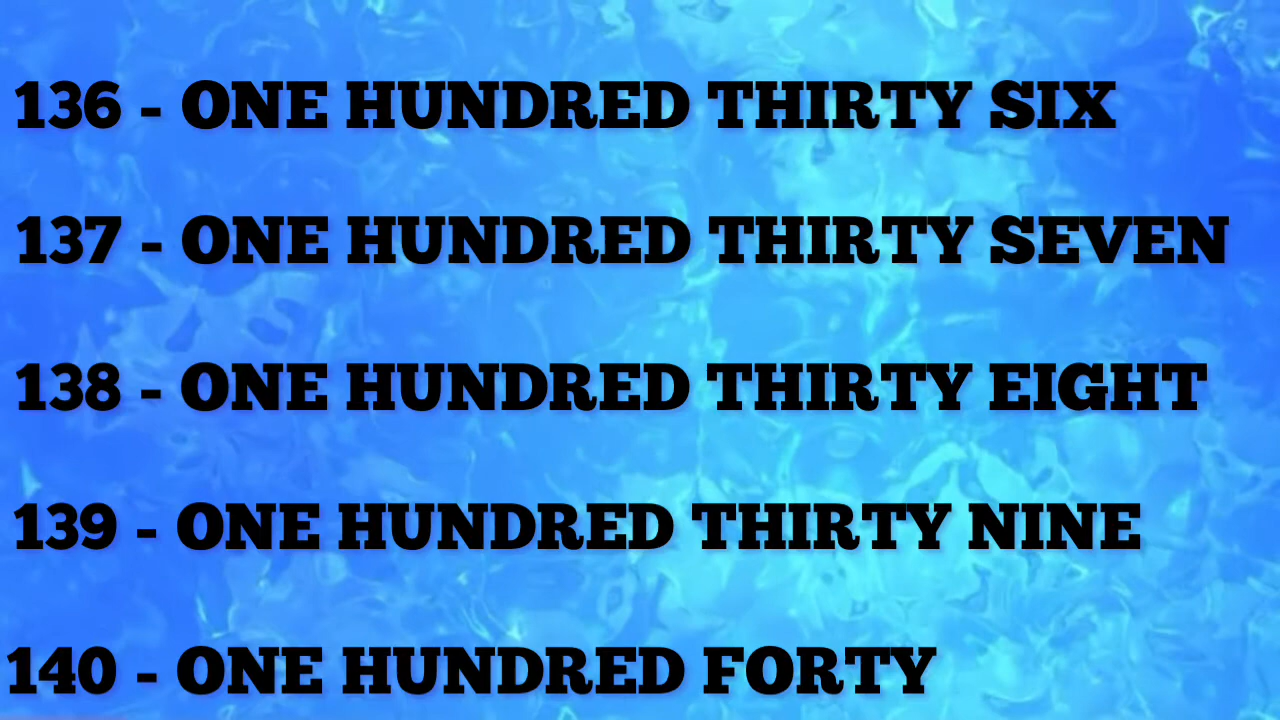 136 - ONE HUNDRED THIRTY SIX
137 - ONE HUNDRED THIRTY SEVEN
138 - ONE HUNDRED THIRTY EIGHT
139 - ONE HUNDRED THIRTY NINE
140 - ONE HUNDRED FORTY